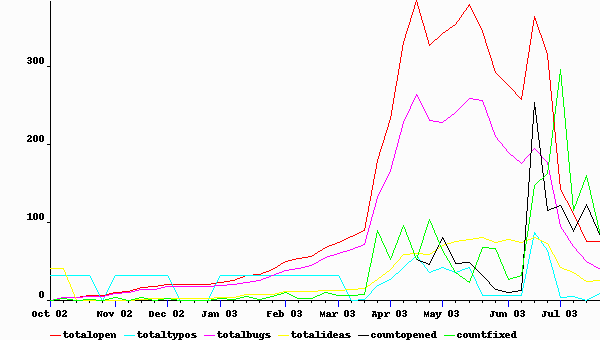 300
200
100
0
Oct 02 Nov 02 Dec 02 Jan 03 Feb 03 Mar 03 Apr 03 May 03 Jun 03 Jul 03
totalopen totaltypos totalbugs totalideas countopened countfixed